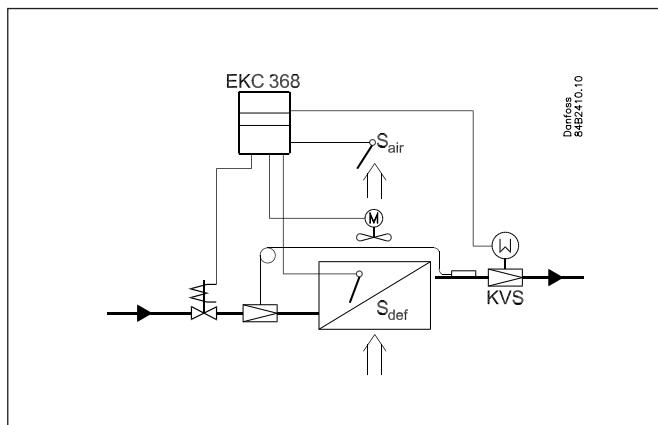 EKC 368
Danfoss
84B2410.10
Sair
M
M
KVS
Sdef